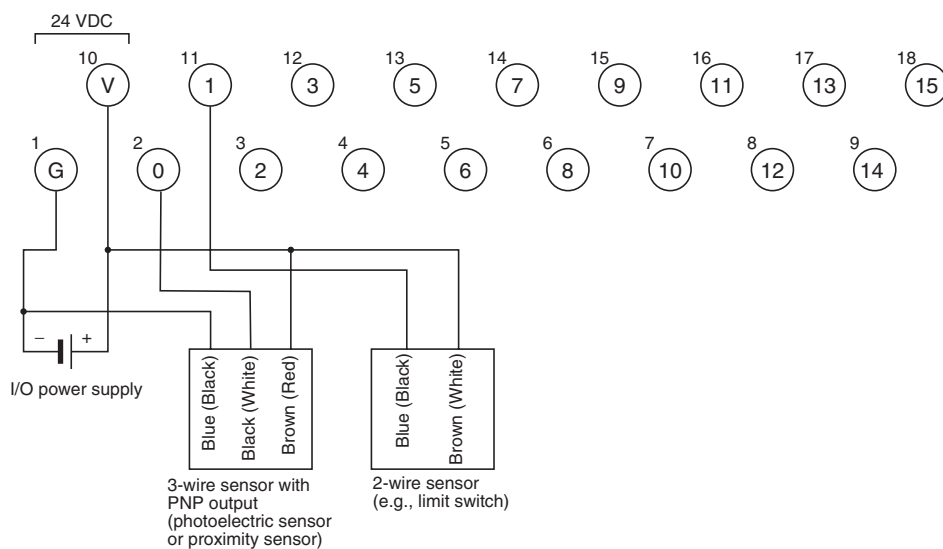 24 VDC
10 11 12 13 14 15 16 17 18
V 1 3 5 7 9 11 13 15
1 2 3 4 5 6 7 8 9
G 0 2 4 6 8 10 12 14
− +
I/O power supply
Blue (Black)
Black (White)
Brown (Red)
Blue (Black)
Brown (White)
3-wire sensor with
PNP output
(photoelectric sensor
or proximity sensor)
2-wire sensor
(e.g., limit switch)